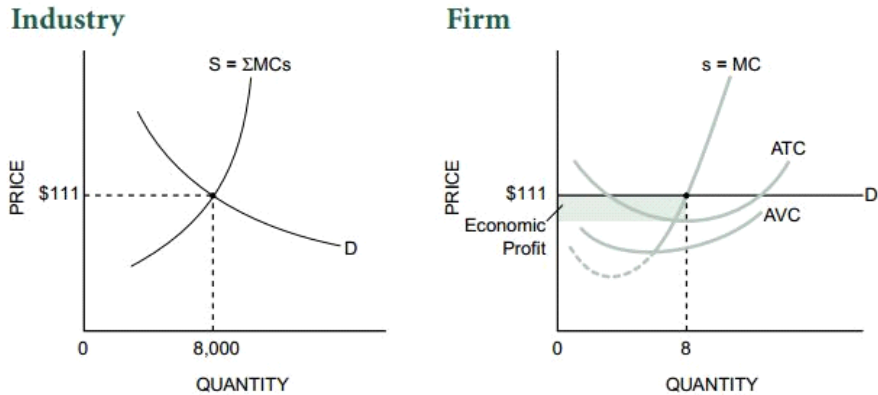 Industry
S = ΣMCs
PRICE
$111
D
0
8,000
QUANTITY
Firm
s = MC
ATC
PRICE
$111
D
Economic
Profit
AVC
0
8
QUANTITY